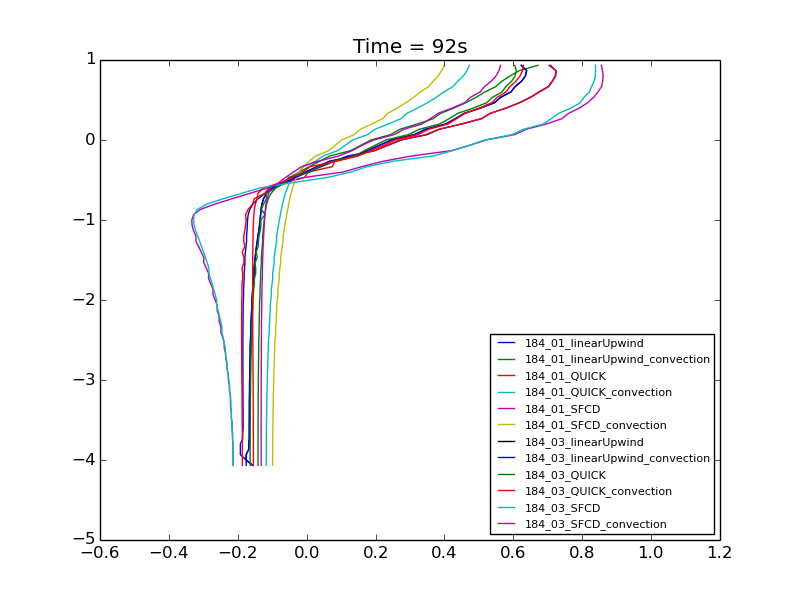 Time = 92s
1
0
−1
−2
−3
−4
−5
−0.6 −0.4 −0.2 0.0 0.2 0.4 0.6 0.8 1.0 1.2
184_01_linearUpwind
184_01_linearUpwind_convection
184_01_QUICK
184_01_QUICK_convection
184_01_SFCD
184_01_SFCD_convection
184_03_linearUpwind
184_03_linearUpwind_convection
184_03_QUICK
184_03_QUICK_convection
184_03_SFCD
184_03_SFCD_convection